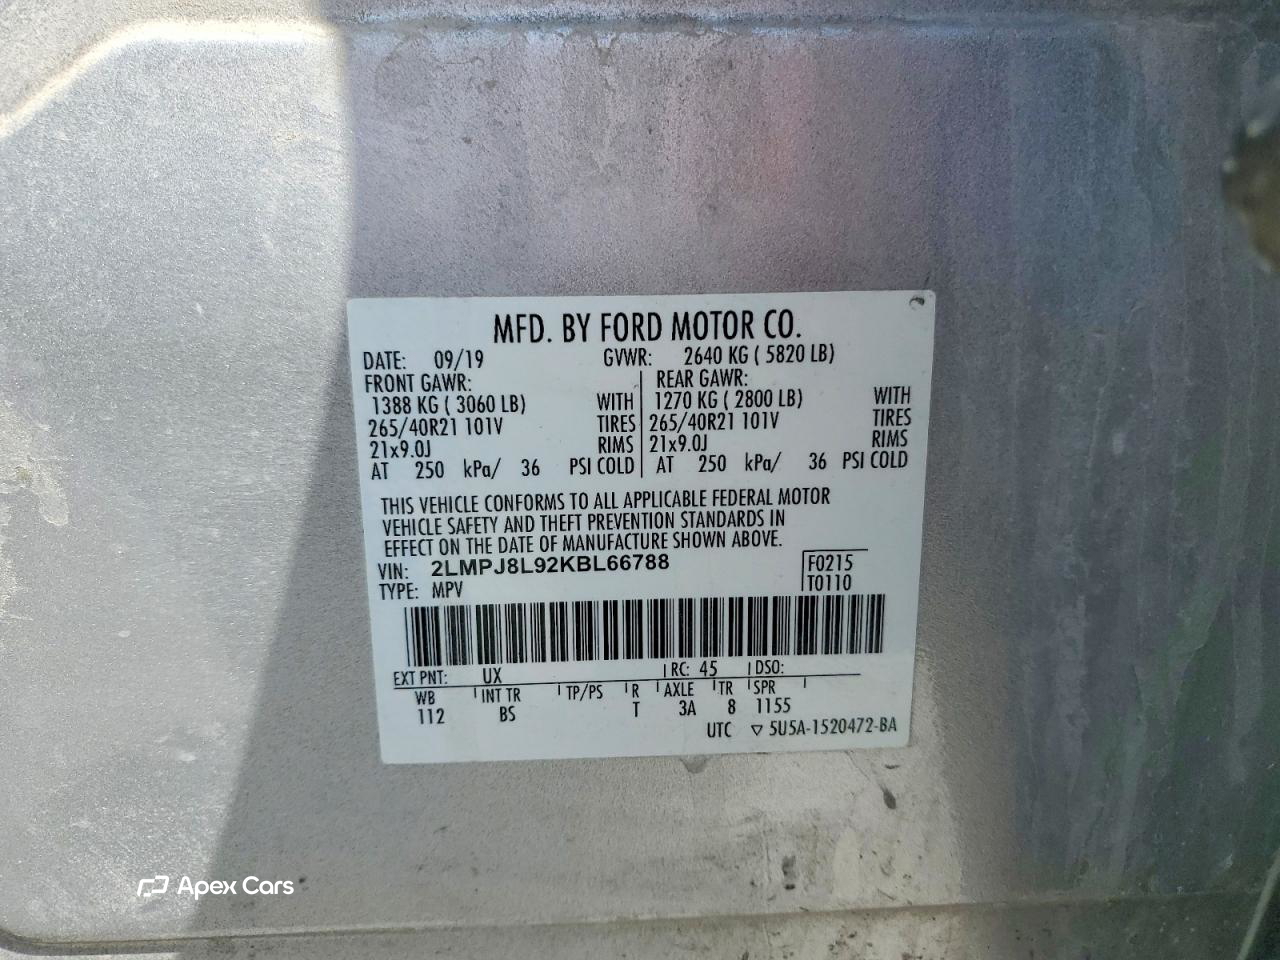 MFD. BY FORD MOTOR CO.
DATE: 09/19 GVWR: 2640 KG ( 5820 LB)
FRONT GAWR: REAR GAWR:
1388 KG ( 3060 LB) WITH 1270 KG ( 2800 LB) WITH
265/40R21 101V TIRES 265/40R21 101V TIRES
21x9.0J RIMS 21x9.0J RIMS
AT 250 kPa/ 36 PSI COLD AT 250 kPa/ 36 PSI COLD
THIS VEHICLE CONFORMS TO ALL APPLICABLE FEDERAL MOTOR
VEHICLE SAFETY AND THEFT PREVENTION STANDARDS IN
EFFECT ON THE DATE OF MANUFACTURE SHOWN ABOVE.
VIN: 2LMPJ8L92KBL66788 F0215
TYPE: MPV T0110
EXT PNT: UX RC: 45 DSO:
WB INT TR TP/PS R AXLE TR SPR
112 BS T 3A 8 1155
UTC ▽ 5U5A-1520472-BA
Apex Cars